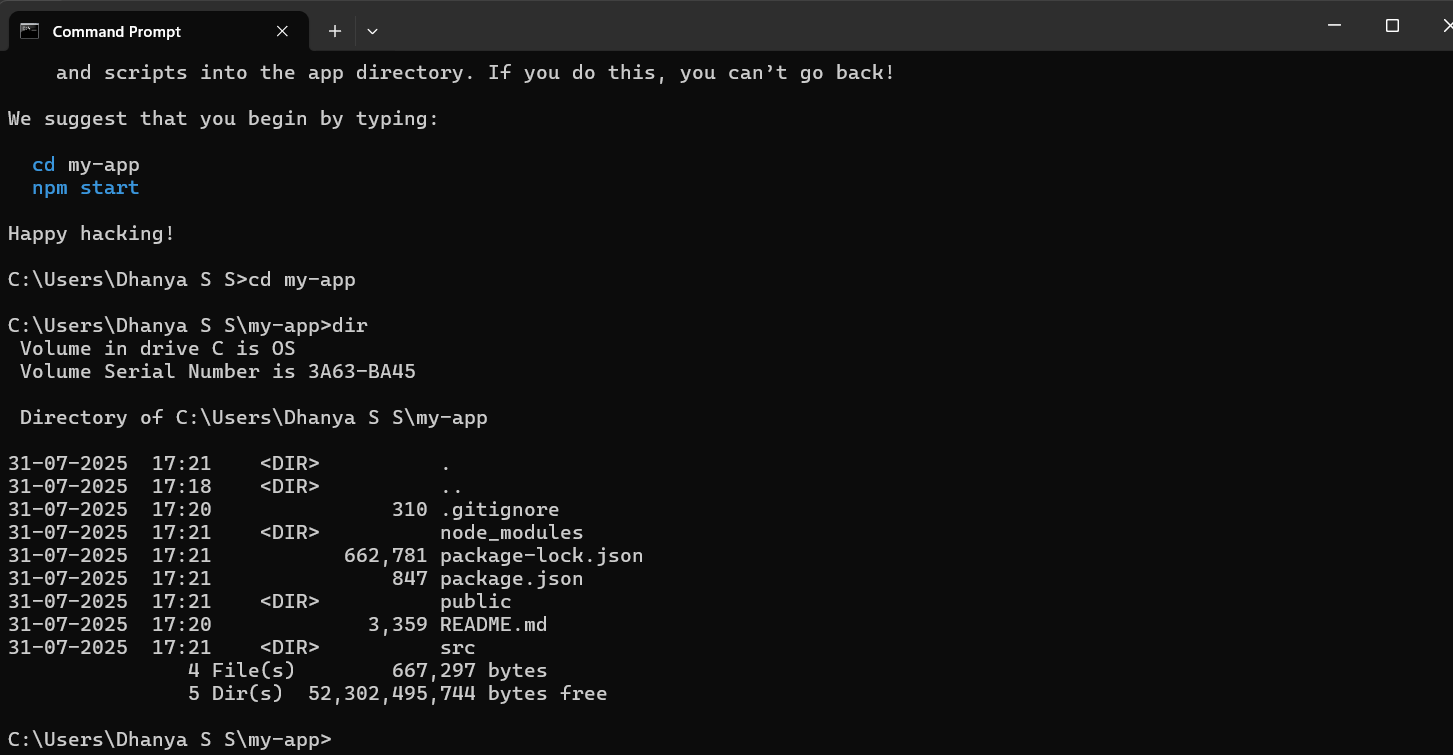 Command Prompt
    and scripts into the app directory. If you do this, you can’t go back!
We suggest that you begin by typing:
  cd my-app
  npm start
Happy hacking!
C:\Users\Dhanya S S>cd my-app
C:\Users\Dhanya S S\my-app>dir
 Volume in drive C is OS
 Volume Serial Number is 3A63-BA45
 Directory of C:\Users\Dhanya S S\my-app
31-07-2025  17:21    <DIR>          .
31-07-2025  17:18    <DIR>          ..
31-07-2025  17:20               310 .gitignore
31-07-2025  17:21    <DIR>          node_modules
31-07-2025  17:21           662,781 package-lock.json
31-07-2025  17:21               847 package.json
31-07-2025  17:21    <DIR>          public
31-07-2025  17:20             3,359 README.md
31-07-2025  17:21    <DIR>          src
               4 File(s)        667,297 bytes
               5 Dir(s)  52,302,495,744 bytes free
C:\Users\Dhanya S S\my-app>